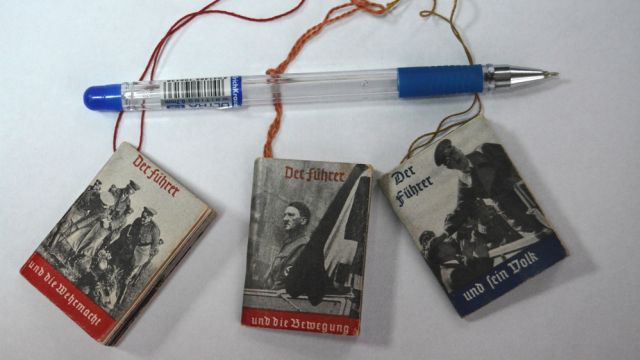 Der Führer
und die Wehrmacht
Der Führer
und die Bewegung
Der
Führer
und sein Volk